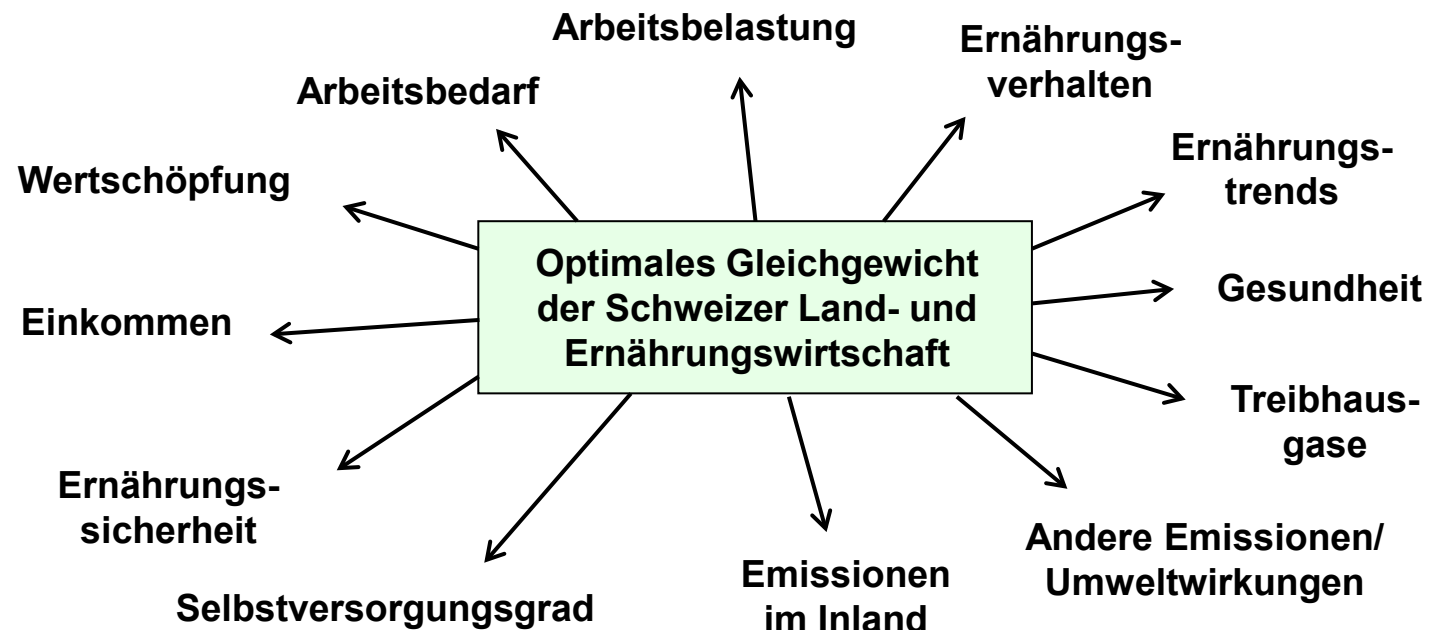 Arbeitsbelastung
Ernährungs-
verhalten
Arbeitsbedarf
Ernährungs-
trends
Wertschöpfung
Optimales Gleichgewicht
der Schweizer Land- und
Ernährungswirtschaft
Gesundheit
Einkommen
Treibhaus-
gase
Ernährungs-
sicherheit
Andere Emissionen/
Umweltwirkungen
Emissionen
im Inland
Selbstversorgungsgrad